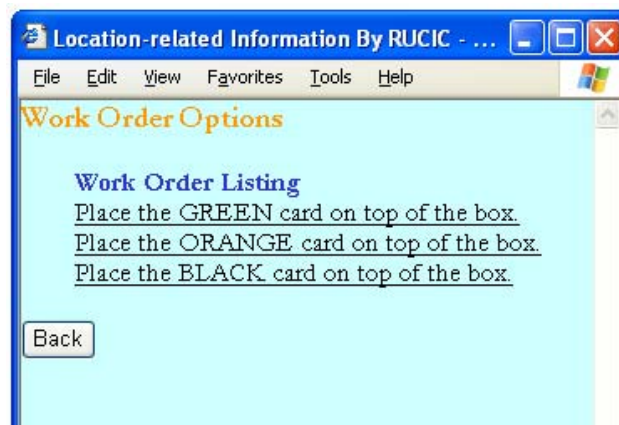 Location-related Information By RUCIC - ...
File Edit View Favorites Tools Help
Work Order Options
Work Order Listing
Place the GREEN card on top of the box.
Place the ORANGE card on top of the box.
Place the BLACK card on top of the box.
Back